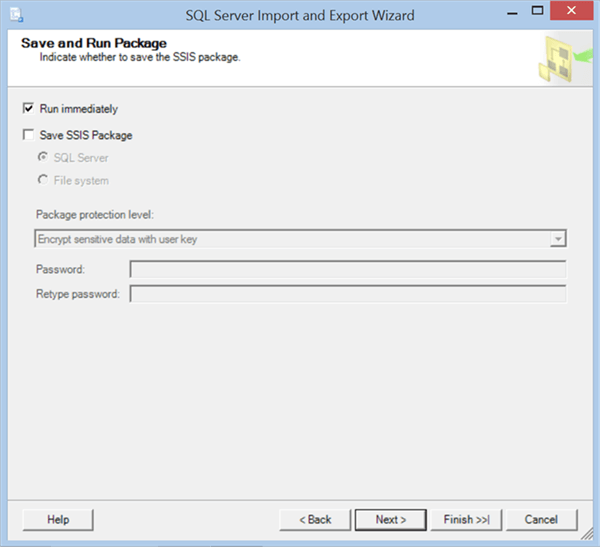 SQL Server Import and Export Wizard
Save and Run Package
Indicate whether to save the SSIS package.
Run immediately
Save SSIS Package
SQL Server
File system
Package protection level:
Encrypt sensitive data with user key
Password:
Retype password:
Help
< Back
Next >
Finish >>|
Cancel